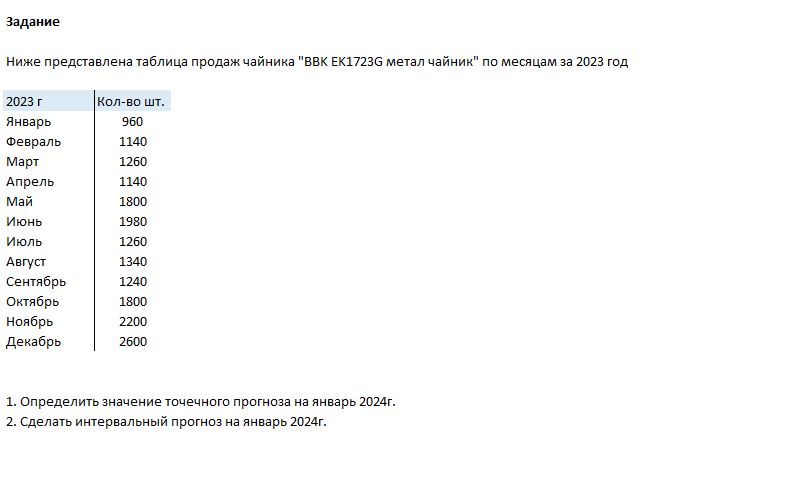 Задание
Ниже представлена таблица продаж чайника "BBK EK1723G метал чайник" по месяцам за 2023 год
2023 г Кол-во шт.
Январь 960
Февраль 1140
Март 1260
Апрель 1140
Май 1800
Июнь 1980
Июль 1260
Август 1340
Сентябрь 1240
Октябрь 1800
Ноябрь 2200
Декабрь 2600
1. Определить значение точечного прогноза на январь 2024г.
2. Сделать интервальный прогноз на январь 2024г.